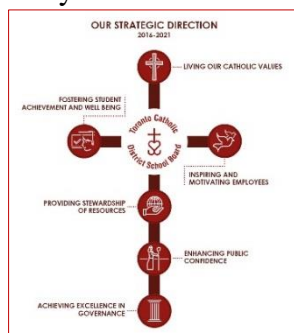 OUR STRATEGIC DIRECTION
2016-2021
LIVING OUR CATHOLIC VALUES
FOSTERING STUDENT
ACHIEVEMENT AND WELL BEING
Toronto Catholic
District School Board
INSPIRING AND
MOTIVATING EMPLOYEES
PROVIDING STEWARDSHIP
OF RESOURCES
ENHANCING PUBLIC
CONFIDENCE
ACHIEVING EXCELLENCE IN
GOVERNANCE